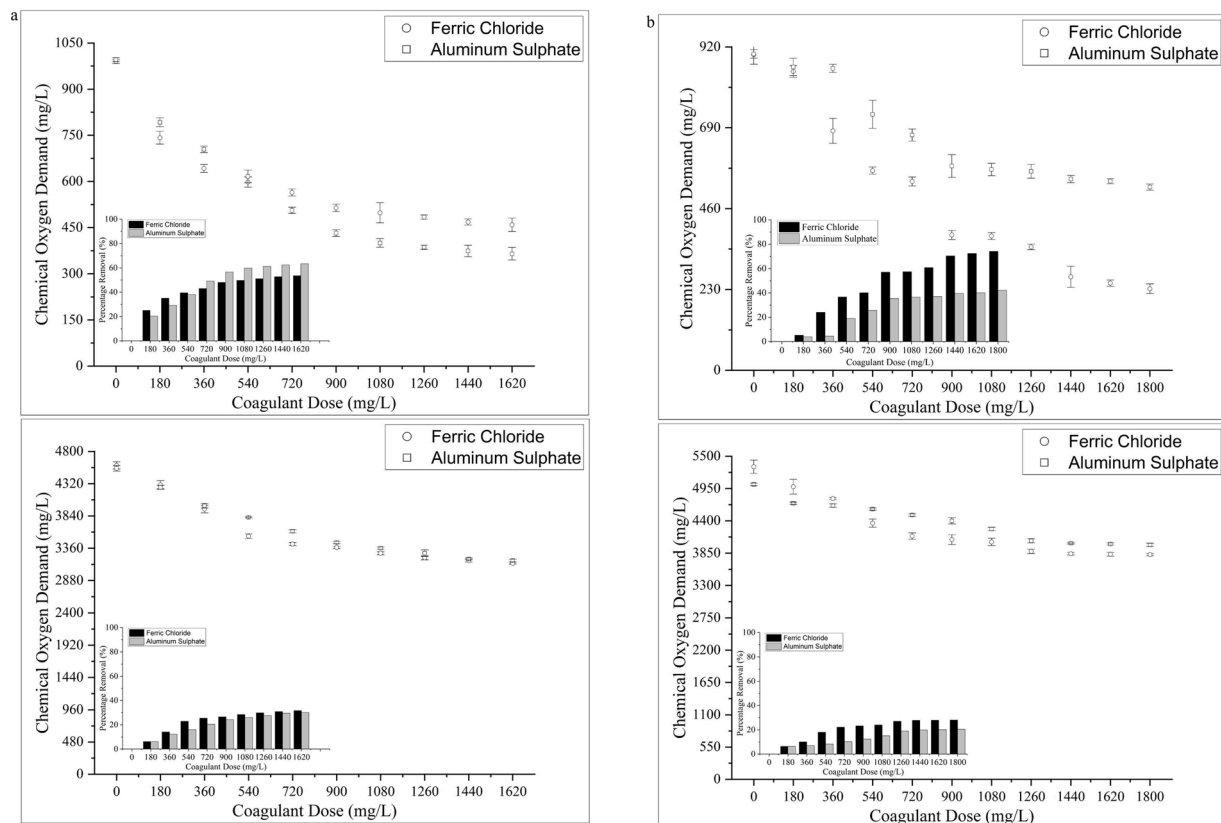 a
Ferric Chloride
Aluminum Sulphate
Chemical Oxygen Demand (mg/L)
1050
900
750
600
450
300
150
0
Ferric Chloride
Aluminum Sulphate
Percentage Removal (%)
100
80
60
40
20
0
0 180 360 540 720 900 1080 1260 1440 1620
Coagulant Dose (mg/L)
0 180 360 540 720 900 1080 1260 1440 1620
Coagulant Dose (mg/L)
b
Ferric Chloride
Aluminum Sulphate
Chemical Oxygen Demand (mg/L)
920
690
460
230
0
Ferric Chloride
Aluminum Sulphate
Percentage Removal (%)
100
80
60
40
20
0
0 180 360 540 720 900 1080 1260 1440 1620 1800
Coagulant Dose (mg/L)
0 180 360 540 720 900 1080 1260 1440 1620 1800
Coagulant Dose (mg/L)
Ferric Chloride
Aluminum Sulphate
Chemical Oxygen Demand (mg/L)
4800
4320
3840
3360
2880
2400
1920
1440
960
480
0
Ferric Chloride
Aluminum Sulphate
Percentage Removal (%)
100
80
60
40
20
0
0 180 360 540 720 900 1080 1260 1440 1620
Coagulant Dose (mg/L)
0 180 360 540 720 900 1080 1260 1440 1620
Coagulant Dose (mg/L)
Ferric Chloride
Aluminum Sulphate
Chemical Oxygen Demand (mg/L)
5500
4950
4400
3850
3300
2750
2200
1650
1100
550
0
Ferric Chloride
Aluminum Sulphate
Percentage Removal (%)
100
80
60
40
20
0
0 180 360 540 720 900 1080 1260 1440 1620 1800
Coagulant Dose (mg/L)
0 180 360 540 720 900 1080 1260 1440 1620 1800
Coagulant Dose (mg/L)